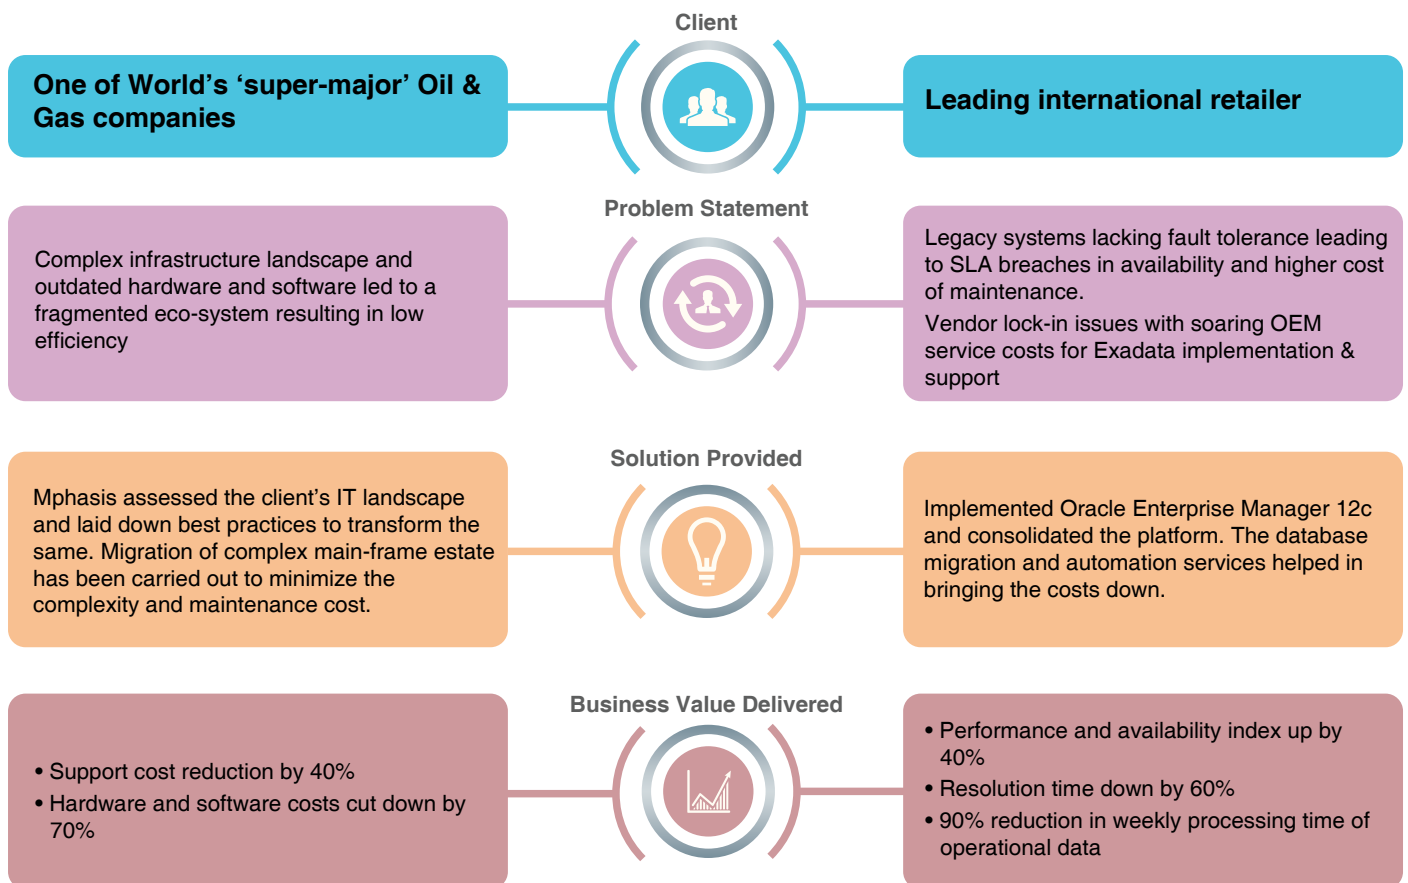 Client
One of World's ‘super-major’ Oil &
Gas companies
Leading international retailer
Problem Statement
Complex infrastructure landscape and
outdated hardware and software led to a
fragmented eco-system resulting in low
efficiency
Legacy systems lacking fault tolerance leading
to SLA breaches in availability and higher cost
of maintenance.
Vendor lock-in issues with soaring OEM
service costs for Exadata implementation &
support
Solution Provided
Mphasis assessed the client's IT landscape
and laid down best practices to transform the
same. Migration of complex main-frame estate
has been carried out to minimize the
complexity and maintenance cost.
Implemented Oracle Enterprise Manager 12c
and consolidated the platform. The database
migration and automation services helped in
bringing the costs down.
Business Value Delivered
• Support cost reduction by 40%
• Hardware and software costs cut down by
70%
• Performance and availability index up by
40%
• Resolution time down by 60%
• 90% reduction in weekly processing time of
operational data